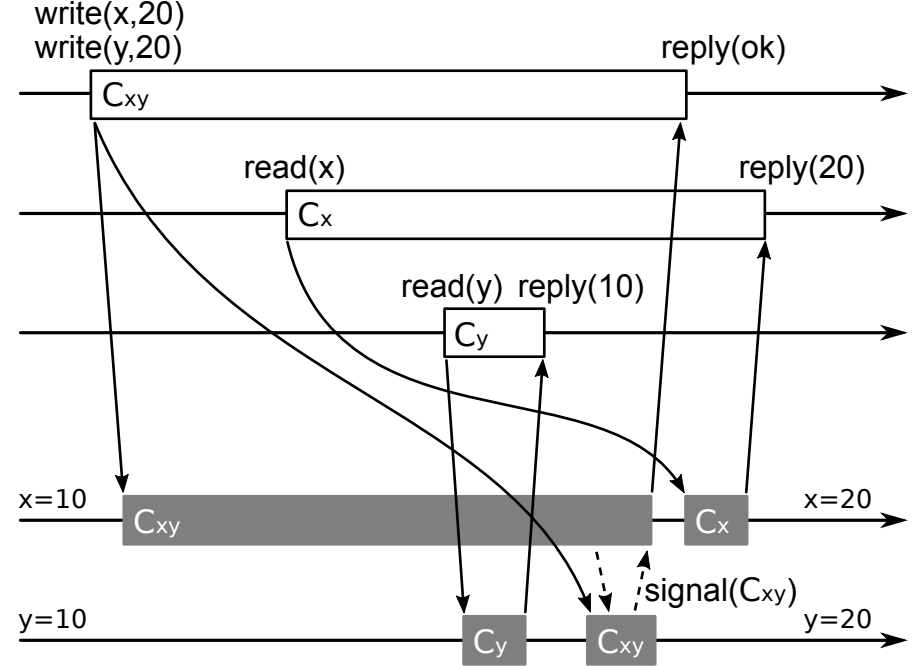 write(x,20)
write(y,20)
reply(ok)
Cxy
read(x)
reply(20)
Cx
read(y)
reply(10)
Cy
x=10
Cxy
Cx
x=20
signal(Cxy)
y=10
Cy
Cxy
y=20